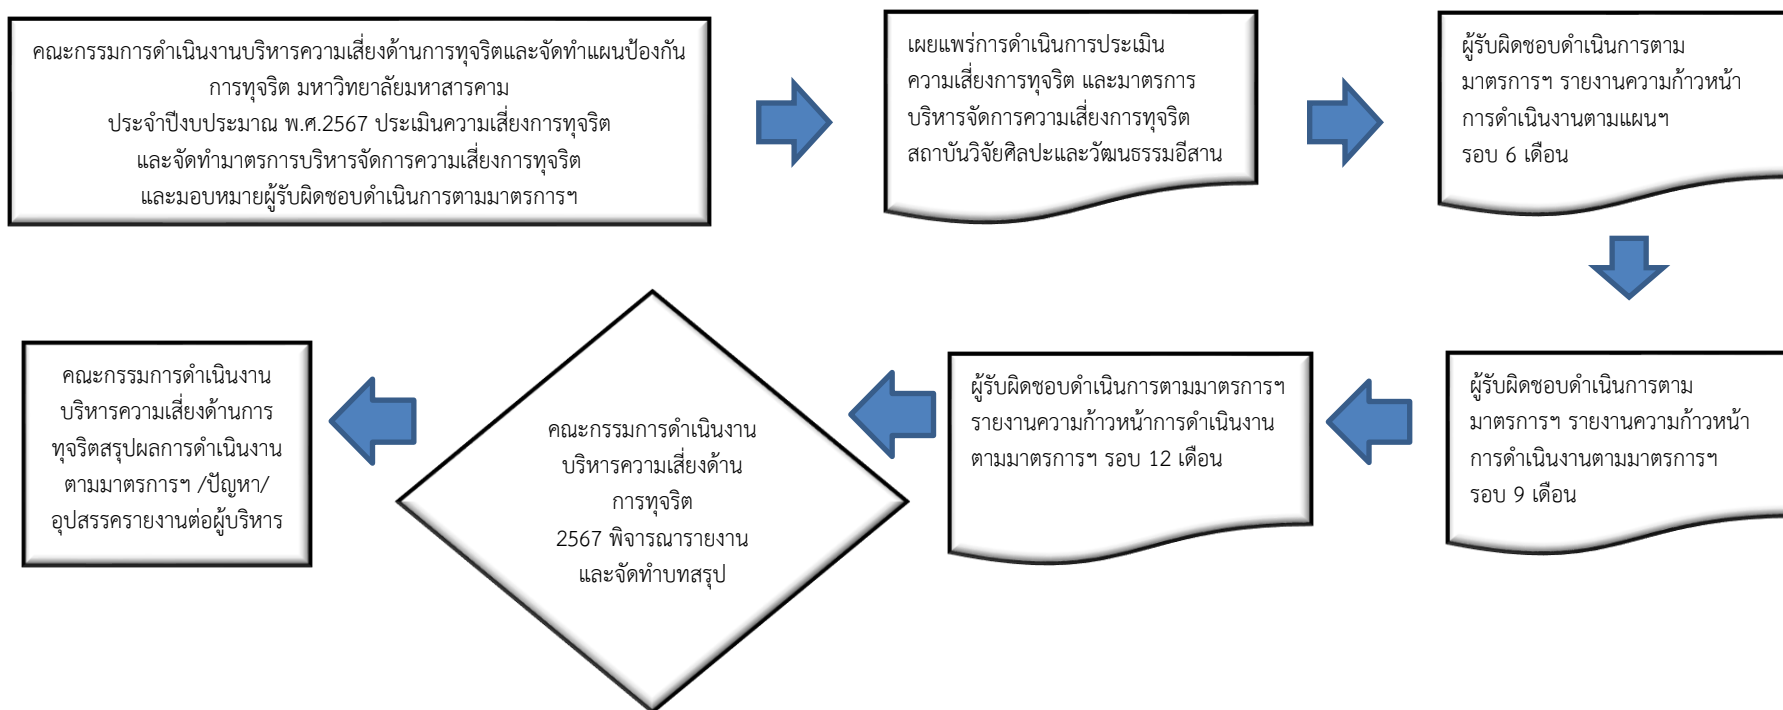 คณะกรรมการดำเนินงานบริหารความเสี่ยงด้านการทุจริตและจัดทำแผนป้องกัน
การทุจริต มหาวิทยาลัยมหาสารคาม
ประจำปีงบประมาณ พ.ศ.2567 ประเมินความเสี่ยงการทุจริต
และจัดทำมาตรการบริหารจัดการความเสี่ยงการทุจริต
และมอบหมายผู้รับผิดชอบดำเนินการตามมาตรการฯ
เผยแพร่การดำเนินการประเมิน
ความเสี่ยงการทุจริต และมาตรการ
บริหารจัดการความเสี่ยงการทุจริต
สถาบันวิจัยศิลปะและวัฒนธรรมอีสาน
ผู้รับผิดชอบดำเนินการตาม
มาตรการฯ รายงานความก้าวหน้า
การดำเนินงานตามแผนฯ
รอบ 6 เดือน
ผู้รับผิดชอบดำเนินการตาม
มาตรการฯ รายงานความก้าวหน้า
การดำเนินงานตามมาตรการฯ
รอบ 9 เดือน
ผู้รับผิดชอบดำเนินการตามมาตรการฯ
รายงานความก้าวหน้าการดำเนินงาน
ตามมาตรการฯ รอบ 12 เดือน
คณะกรรมการดำเนินงาน
บริหารความเสี่ยงด้าน
การทุจริต
2567 พิจารณารายงาน
และจัดทำบทสรุป
คณะกรรมการดำเนินงาน
บริหารความเสี่ยงด้านการ
ทุจริตสรุปผลการดำเนินงาน
ตามมาตรการฯ /ปัญหา/
อุปสรรครายงานต่อผู้บริหาร